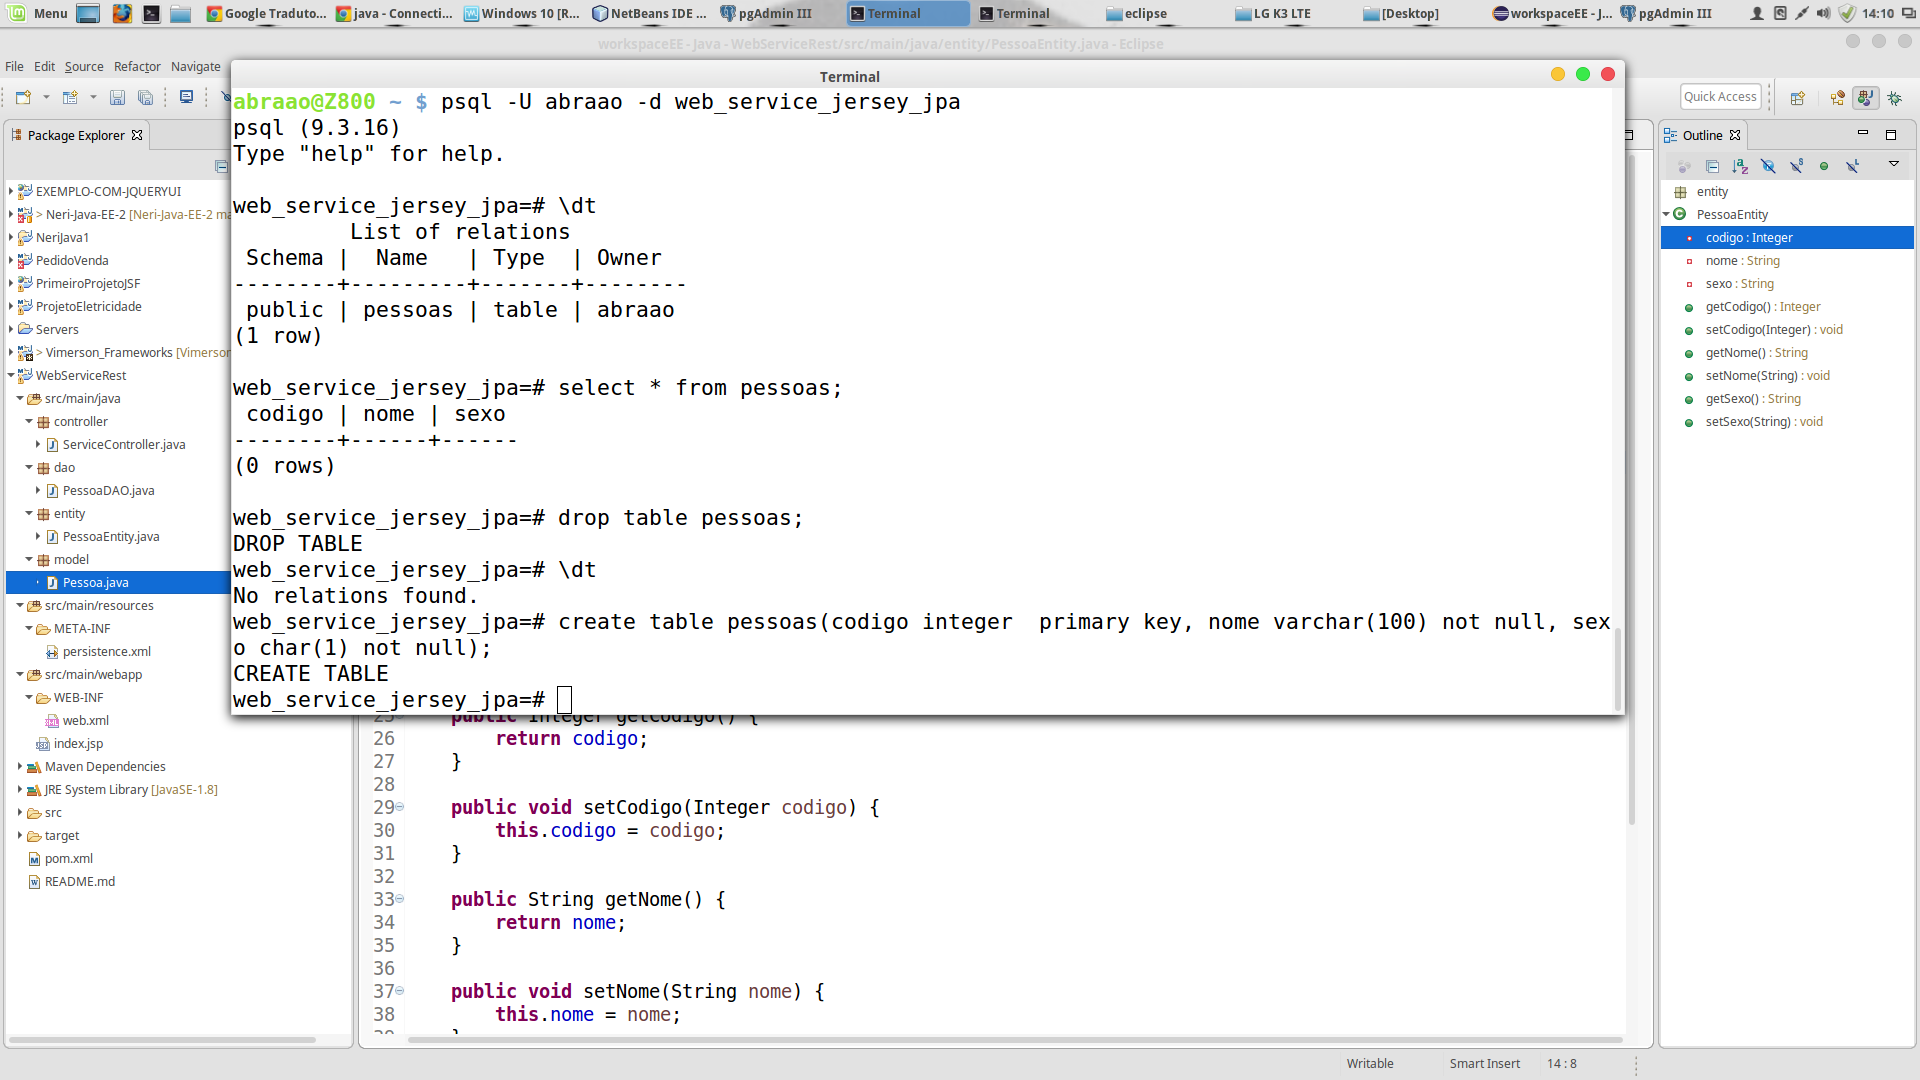 Menu
Google Traduto...
java - Connecti...
Windows 10 [R...
NetBeans IDE ...
pgAdmin III
Terminal
Terminal
eclipse
LG K3 LTE
[Desktop]
workspaceEE - J...
pgAdmin III
14:10
workspaceEE - Java - WebServiceRest/src/main/java/entity/PessoaEntity.java - Eclipse
File Edit Source Refactor Navigate
Quick Access
Package Explorer
EXEMPLO-COM-JQUERYUI
> Neri-Java-EE-2 [Neri-Java-EE-2 ma
NeriJava1
PedidoVenda
PrimeiroProjetoJSF
ProjetoEletricidade
Servers
> Vimerson_Frameworks [Vimerson
WebServiceRest
src/main/java
controller
ServiceController.java
dao
PessoaDAO.java
entity
PessoaEntity.java
model
Pessoa.java
src/main/resources
META-INF
persistence.xml
src/main/webapp
WEB-INF
web.xml
index.jsp
Maven Dependencies
JRE System Library [JavaSE-1.8]
src
target
pom.xml
README.md
Terminal
abraao@Z800 ~ $ psql -U abraao -d web_service_jersey_jpa
psql (9.3.16)
Type "help" for help.
web_service_jersey_jpa=# \dt
List of relations
Schema | Name | Type | Owner
--------+---------+-------+--------
public | pessoas | table | abraao
(1 row)
web_service_jersey_jpa=# select * from pessoas;
codigo | nome | sexo
--------+------+------
(0 rows)
web_service_jersey_jpa=# drop table pessoas;
DROP TABLE
web_service_jersey_jpa=# \dt
No relations found.
web_service_jersey_jpa=# create table pessoas(codigo integer  primary key, nome varchar(100) not null, sex
o char(1) not null);
CREATE TABLE
web_service_jersey_jpa=#
25 public Integer getCodigo() {
26 return codigo;
27 }
28
29 public void setCodigo(Integer codigo) {
30 this.codigo = codigo;
31 }
32
33 public String getNome() {
34 return nome;
35 }
36
37 public void setNome(String nome) {
38 this.nome = nome;
39 }
Outline
entity
PessoaEntity
codigo : Integer
nome : String
sexo : String
getCodigo() : Integer
setCodigo(Integer) : void
getNome() : String
setNome(String) : void
getSexo() : String
setSexo(String) : void
Writable
Smart Insert
14 : 8